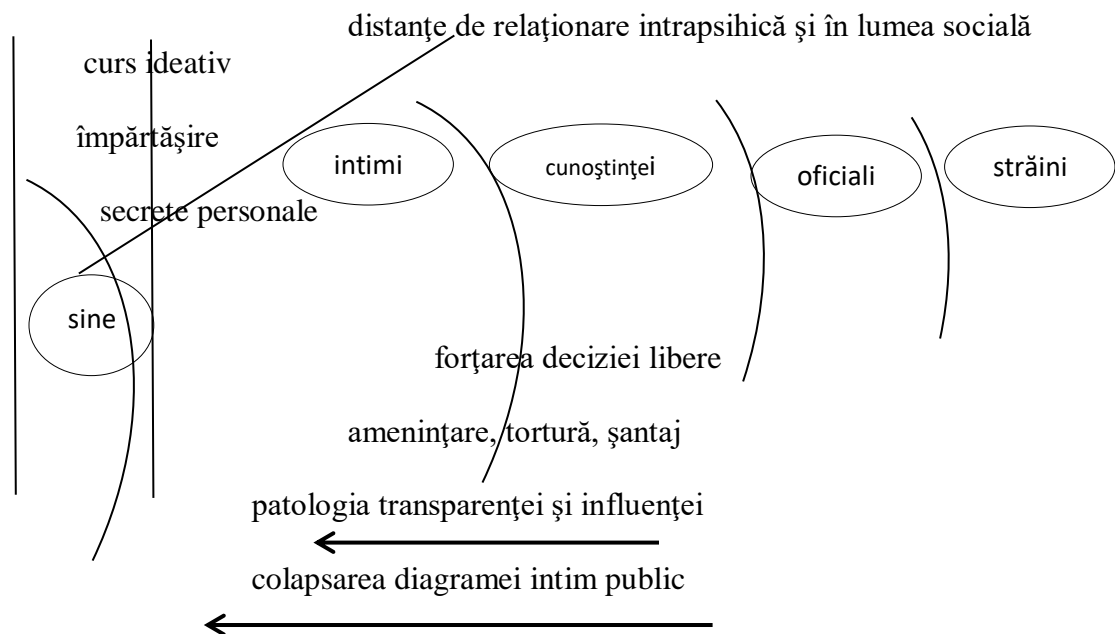 distanţe de relaţionare intrapsihică şi în lumea socială
curs ideativ
împărtăşire
intimi
cunoştinţei
oficiali
străini
secrete personale
sine
forţarea deciziei libere
ameninţare, tortură, şantaj
patologia transparenţei şi influenţei
colapsarea diagramei intim public